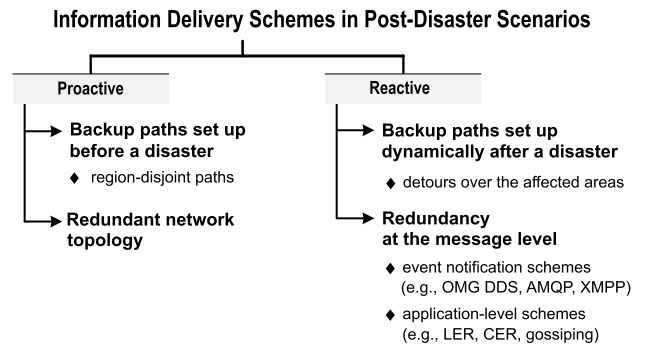 Information Delivery Schemes in Post-Disaster Scenarios
Proactive
Backup paths set up
before a disaster
♦ region-disjoint paths
Redundant network
topology
Reactive
Backup paths set up
dynamically after a disaster
♦ detours over the affected areas
Redundancy
at the message level
♦ event notification schemes
(e.g., OMG DDS, AMQP, XMPP)
♦ application-level schemes
(e.g., LER, CER, gossiping)